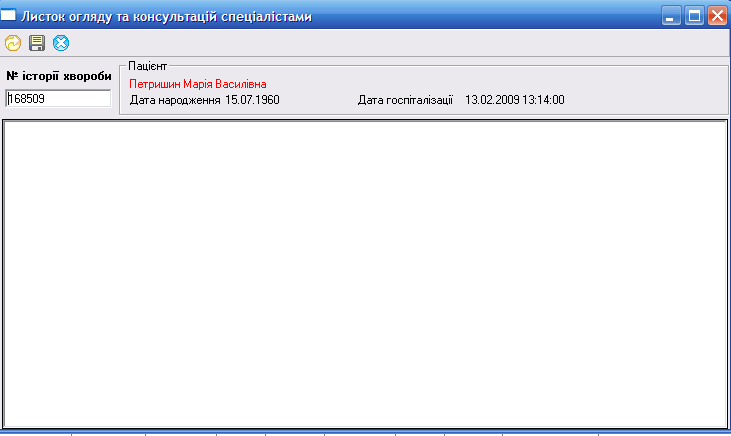 Листок огляду та консультацій спеціалістами
№ історії хвороби
168509
Пацієнт
Петришин Марія Василівна
Дата народження 15.07.1960 Дата госпіталізації 13.02.2009 13:14:00